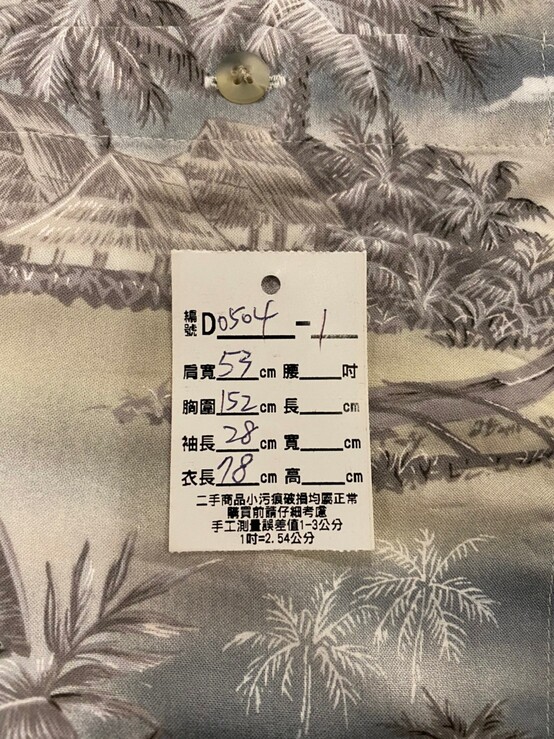 編號D0504-1
肩寬53cm 腰____吋
胸圍152cm 長____cm
袖長28cm 寬____cm
衣長78cm 高____cm
二手商品小污痕破損均屬正常
購買前請仔細考慮
手工測量誤差值1-3公分
1吋=2.54公分